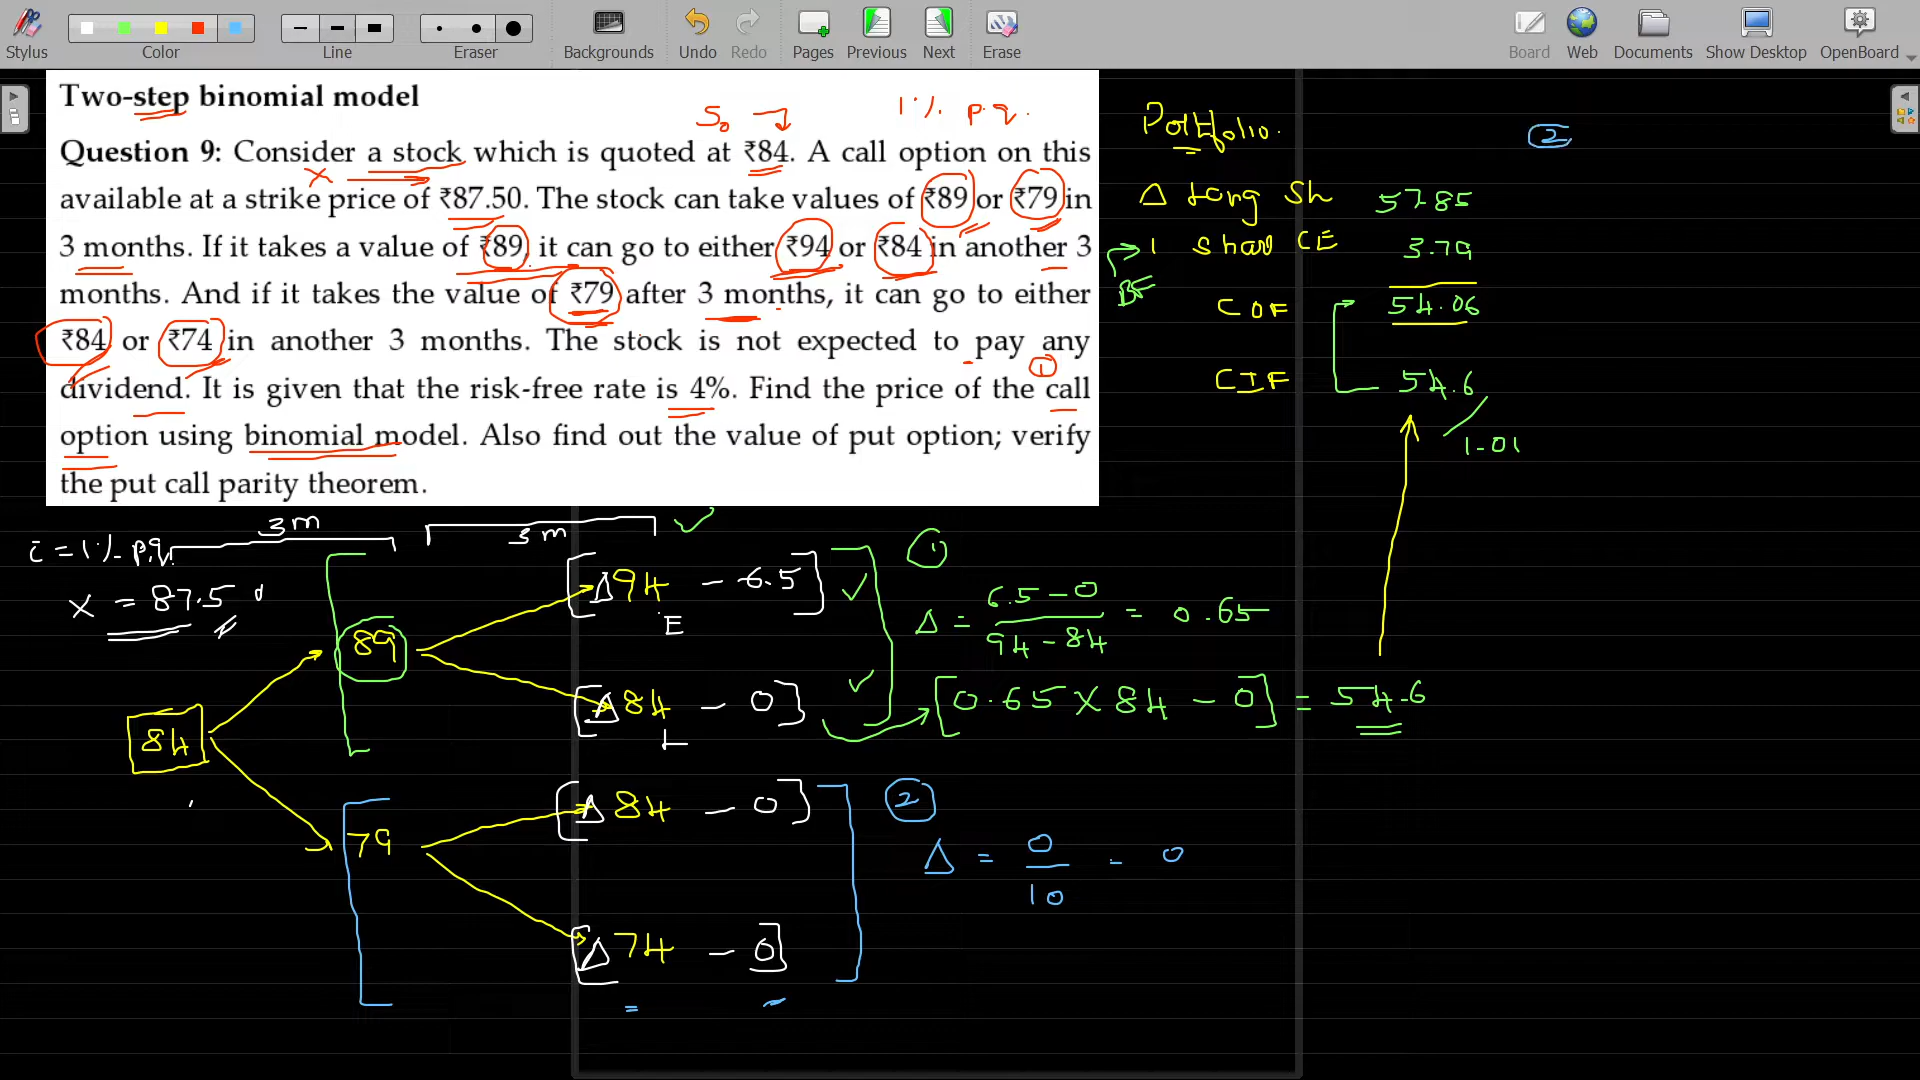 Stylus
Color
Line
Eraser
Backgrounds
Undo
Redo
Pages
Previous
Next
Erase
Board
Web
Documents
Show Desktop
OpenBoard
Two-step binomial model
S₀
1% p.q.
Question 9: Consider a stock which is quoted at ₹84. A call option on this
x
available at a strike price of ₹87.50. The stock can take values of ₹89 or ₹79 in
3 months. If it takes a value of ₹89, it can go to either ₹94 or ₹84 in another 3
months. And if it takes the value of ₹79 after 3 months, it can go to either
₹84 or ₹74 in another 3 months. The stock is not expected to pay any
1
dividend. It is given that the risk-free rate is 4%. Find the price of the call
option using binomial model. Also find out the value of put option; verify
the put call parity theorem.
Portfolio.
2
Δ Long Sh 57.85
1 CE 3.79
BF
COF 54.06
CIF 54.6
1.01
3m
3m
i = 1% p.q.
x = 87.5
84
89
79
[Δ94 - 6.5]
E
[Δ84 - 0]
L
[Δ84 - 0]
[Δ74 - 0]
=
1
Δ = 6.5 - 0 / 94 - 84 = 0.65
[0.65 X 84 - 0] = 54.6
2
Δ = 0 / 10 - 0